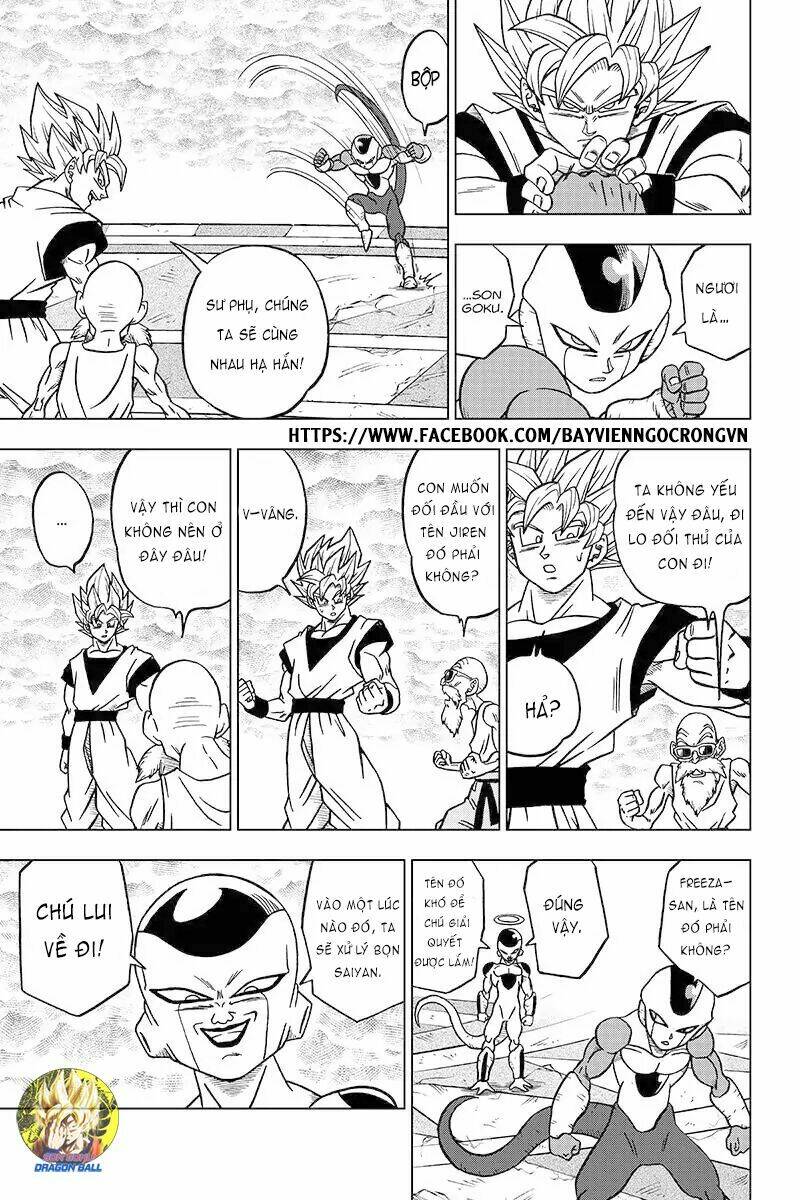 NGƯƠI
LÀ...
...SON
GOKU.
BỘP
SƯ PHỤ, CHÚNG
TA SẼ CÙNG
NHAU HẠ HẮN!
HTTPS://WWW.FACEBOOK.COM/BAYVIENNGOCRONGVN
TA KHÔNG YẾU
ĐẾN VẬY ĐÂU, ĐI
LO ĐỐI THỦ CỦA
CON ĐI!
HẢ?
CON MUỐN
ĐỐI ĐẦU VỚI
TÊN JIREN
ĐÓ PHẢI
KHÔNG?
V-VÂNG.
VẬY THÌ CON
KHÔNG NÊN Ở
ĐÂY ĐÂU!
...
FREEZA-
SAN, LÀ TÊN
ĐÓ PHẢI
KHÔNG?
ĐÚNG
VẬY.
TÊN ĐÓ
KHÓ ĐỂ
CHÚ GIẢI
QUYẾT
ĐƯỢC LẮM!
VÀO MỘT LÚC
NÀO ĐÓ, TA
SẼ XỬ LÝ BỌN
SAIYAN.
CHÚ LUI
VỀ ĐI!
DRAGON BALL